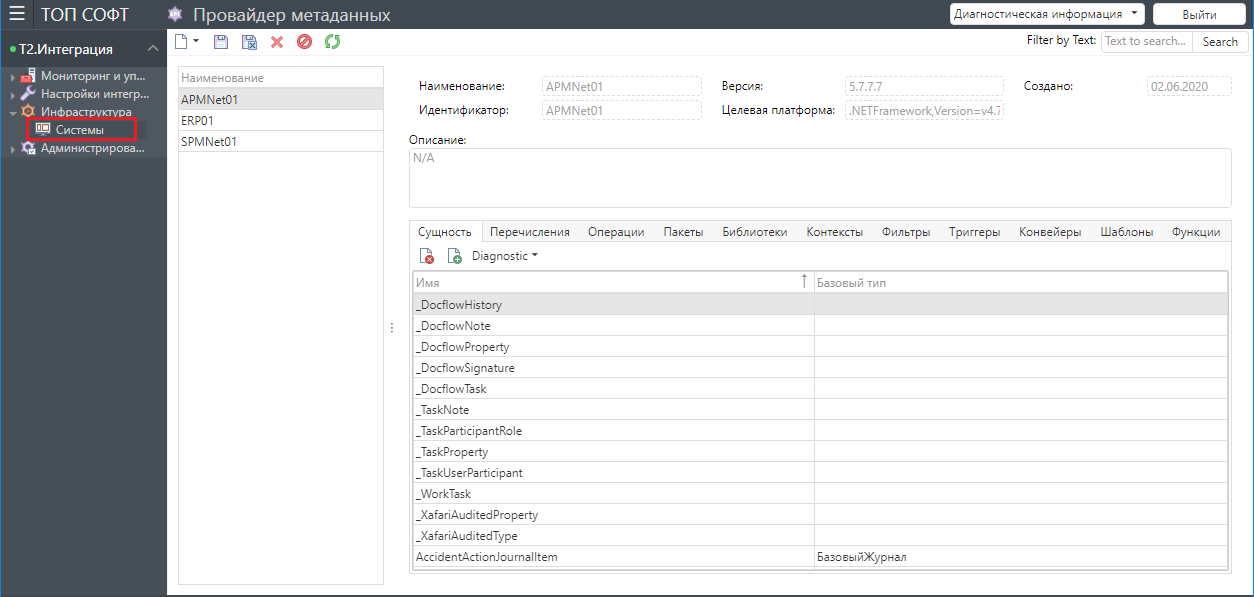 ТОП СОФТ
Провайдер метаданных
Диагностическая информация
Выйти
Т2.Интеграция
Filter by Text:
Text to search...
Search
Мониторинг и уп...
Настройки интегр...
Инфраструктура
Системы
Администрирова...
Наименование
APMNet01
ERP01
SPMNet01
Наименование: APMNet01 Версия: 5.7.7.7 Создано: 02.06.2020
Идентификатор: APMNet01 Целевая платформа: .NETFramework,Version=v4.7
Описание:
N/A
Сущность Перечисления Операции Пакеты Библиотеки Контексты Фильтры Триггеры Конвейеры Шаблоны Функции
Diagnostic
Имя Базовый тип
_DocflowHistory
_DocflowNote
_DocflowProperty
_DocflowSignature
_DocflowTask
_TaskNote
_TaskParticipantRole
_TaskProperty
_TaskUserParticipant
_WorkTask
_XafariAuditedProperty
_XafariAuditedType
AccidentActionJournalItem БазовыйЖурнал